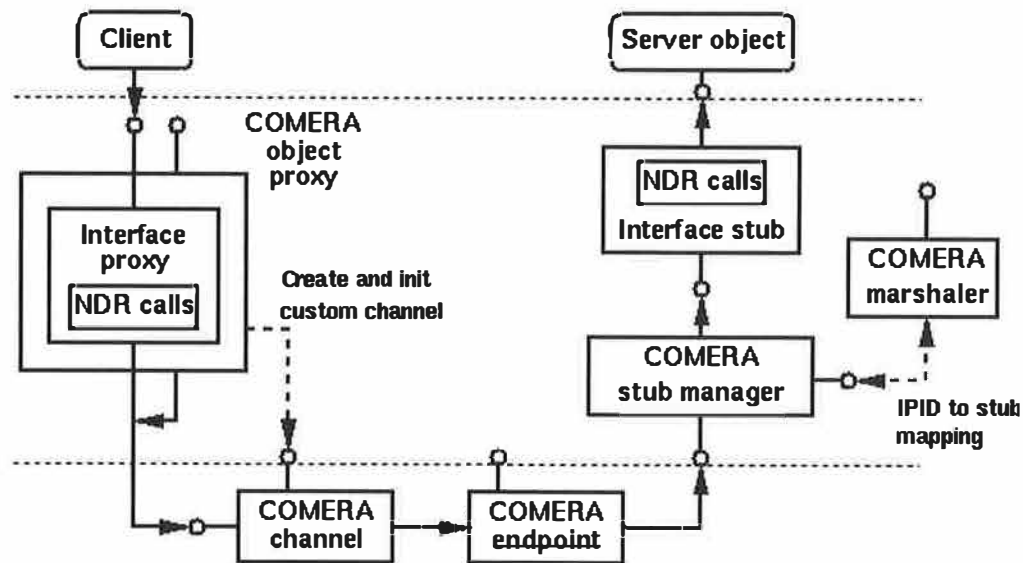 Client
Server object
COMERA
object
proxy
NDR calls
Interface stub
Interface
proxy
NDR calls
Create and init
custom channel
COMERA
marshaler
COMERA
stub manager
IPID to stub
mapping
COMERA
channel
COMERA
endpoint